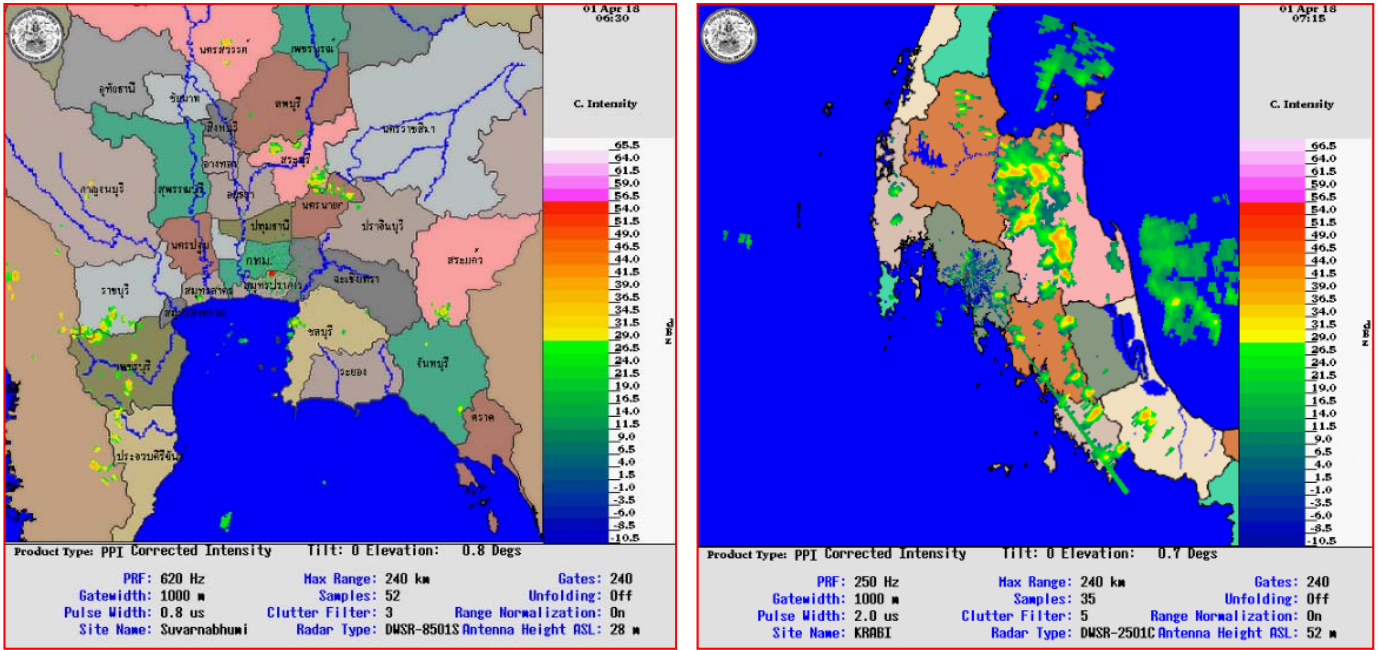 01 Apr 18
06:30
นครสวรรค์
เพชรบูรณ์
อุทัยธานี
ชัยนาท
ลพบุรี
สิงห์บุรี
นครราชสีมา
อ่างทอง
สระบุรี
กาญจนบุรี
สุพรรณบุรี
อยุธยา
นครนายก
ปทุมธานี
ปราจีนบุรี
นครปฐม
กทม.
สระแก้ว
ฉะเชิงเทรา
ราชบุรี
สมุทรสาคร
สมุทรปราการ
ชลบุรี
เพชรบุรี
ระยอง
จันทบุรี
ตราด
ประจวบคีรีขันธ์
C. Intensity
65.5
64.0
61.5
59.0
56.5
54.0
51.5
49.0
46.5
44.0
41.5
39.0
36.5
34.0
31.5
29.0
26.5
24.0
21.5
19.0
16.5
14.0
11.5
9.0
6.5
4.0
1.5
-1.0
-3.5
-6.0
-8.5
-10.5
Product Type: PPI Corrected Intensity Tilt: 0 Elevation: 0.8 Degs
PRF: 620 Hz Max Range: 240 km Gates: 240
Gatewidth: 1000 m Samples: 52 Unfolding: Off
Pulse Width: 0.8 us Clutter Filter: 3 Range Normalization: On
Site Name: Suvarnabhumi Radar Type: DWSR-8501S Antenna Height ASL: 28 m
01 Apr 18
07:15
C. Intensity
66.5
64.0
61.5
59.0
56.5
54.0
51.5
49.0
46.5
44.0
41.5
39.0
36.5
34.0
31.5
29.0
26.5
24.0
21.5
19.0
16.5
14.0
11.5
9.0
6.5
4.0
1.5
-1.0
-3.5
-6.0
-8.5
-10.5
Product Type: PPI Corrected Intensity Tilt: 0 Elevation: 0.7 Degs
PRF: 250 Hz Max Range: 240 km Gates: 240
Gatewidth: 1000 m Samples: 35 Unfolding: Off
Pulse Width: 2.0 us Clutter Filter: 5 Range Normalization: On
Site Name: KRABI Radar Type: DWSR-2501C Antenna Height ASL: 52 m